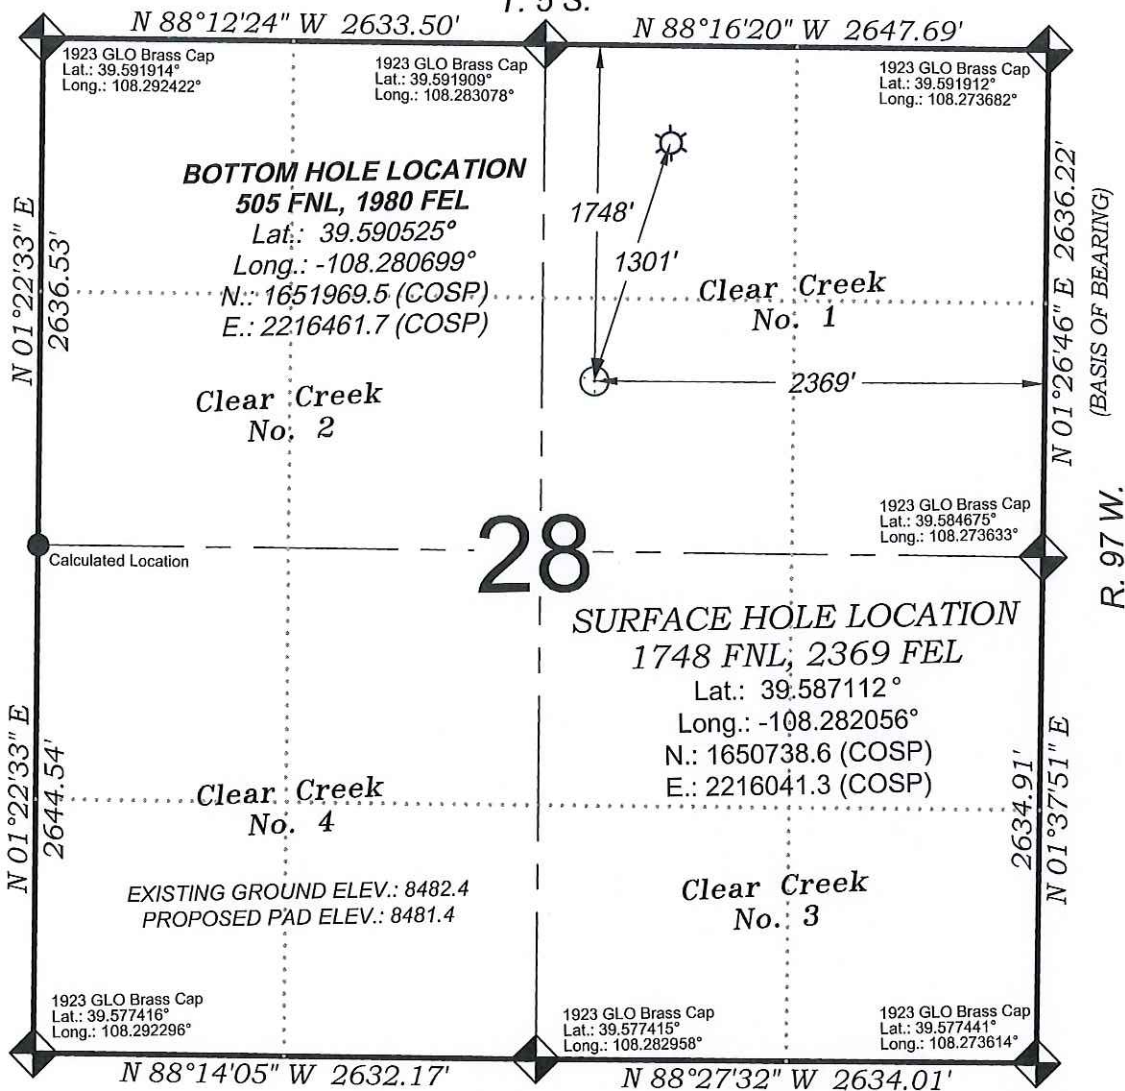 T. 5 S.
N 88°12'24" W 2633.50'
N 88°16'20" W 2647.69'
1923 GLO Brass Cap
Lat.: 39.591914°
Long.: 108.292422°
1923 GLO Brass Cap
Lat.: 39.591909°
Long.: 108.283078°
1923 GLO Brass Cap
Lat.: 39.591912°
Long.: 108.273682°
BOTTOM HOLE LOCATION
505 FNL, 1980 FEL
Lat.: 39.590525°
Long.: -108.280699°
N.: 1651969.5 (COSP)
E.: 2216461.7 (COSP)
N 01°22'33" E
2636.53'
1748'
1301'
Clear Creek
No. 1
2369'
N 01°26'46" E 2636.22'
(BASIS OF BEARING)
Clear Creek
No. 2
1923 GLO Brass Cap
Lat.: 39.584675°
Long.: 108.273633°
R. 97 W.
28
Calculated Location
SURFACE HOLE LOCATION
1748 FNL, 2369 FEL
Lat.: 39.587112°
Long.: -108.282056°
N.: 1650738.6 (COSP)
E.: 2216041.3 (COSP)
N 01°22'33" E
2644.54'
Clear Creek
No. 4
2634.91'
N 01°37'51" E
EXISTING GROUND ELEV.: 8482.4
PROPOSED PAD ELEV.: 8481.4
Clear Creek
No. 3
1923 GLO Brass Cap
Lat.: 39.577416°
Long.: 108.292296°
1923 GLO Brass Cap
Lat.: 39.577415°
Long.: 108.282958°
1923 GLO Brass Cap
Lat.: 39.577441°
Long.: 108.273614°
N 88°14'05" W 2632.17'
N 88°27'32" W 2634.01'